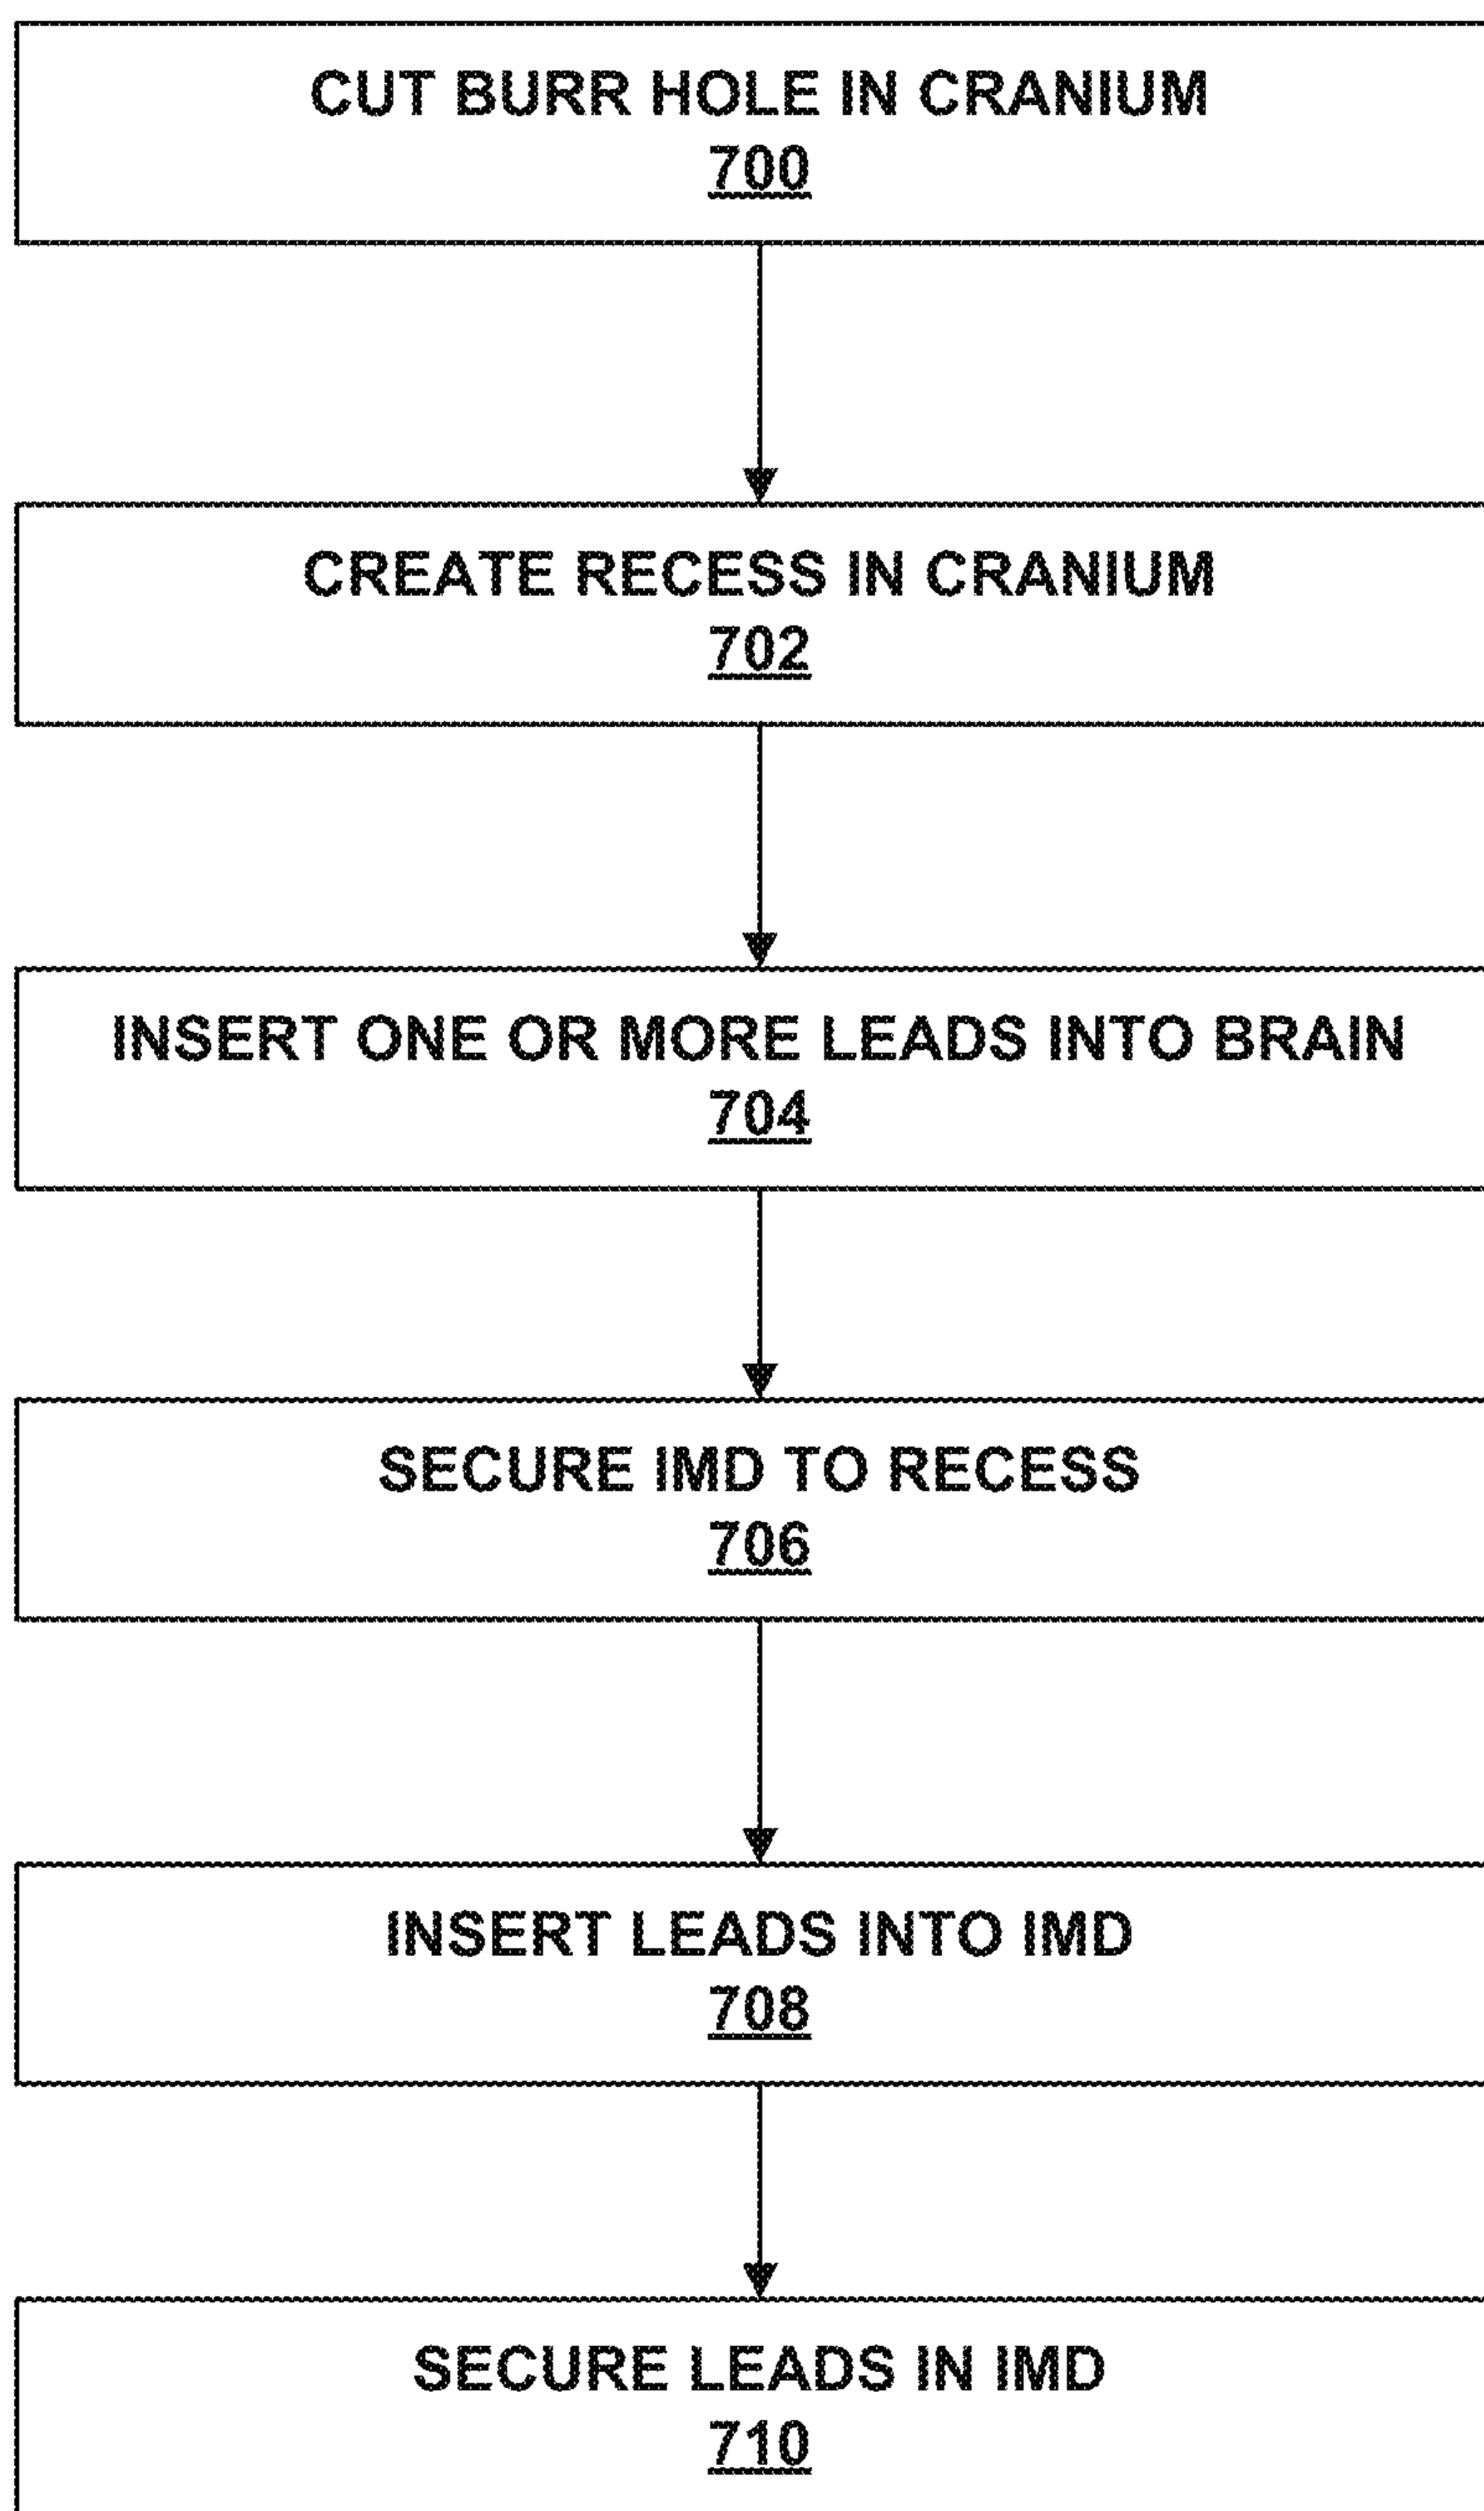 CUT BURR HOLE IN CRANIUM
700
CREATE RECESS IN CRANIUM
702
INSERT ONE OR MORE LEADS INTO BRAIN
704
SECURE IMD TO RECESS
706
INSERT LEADS INTO IMD
708
SECURE LEADS IN IMD
710